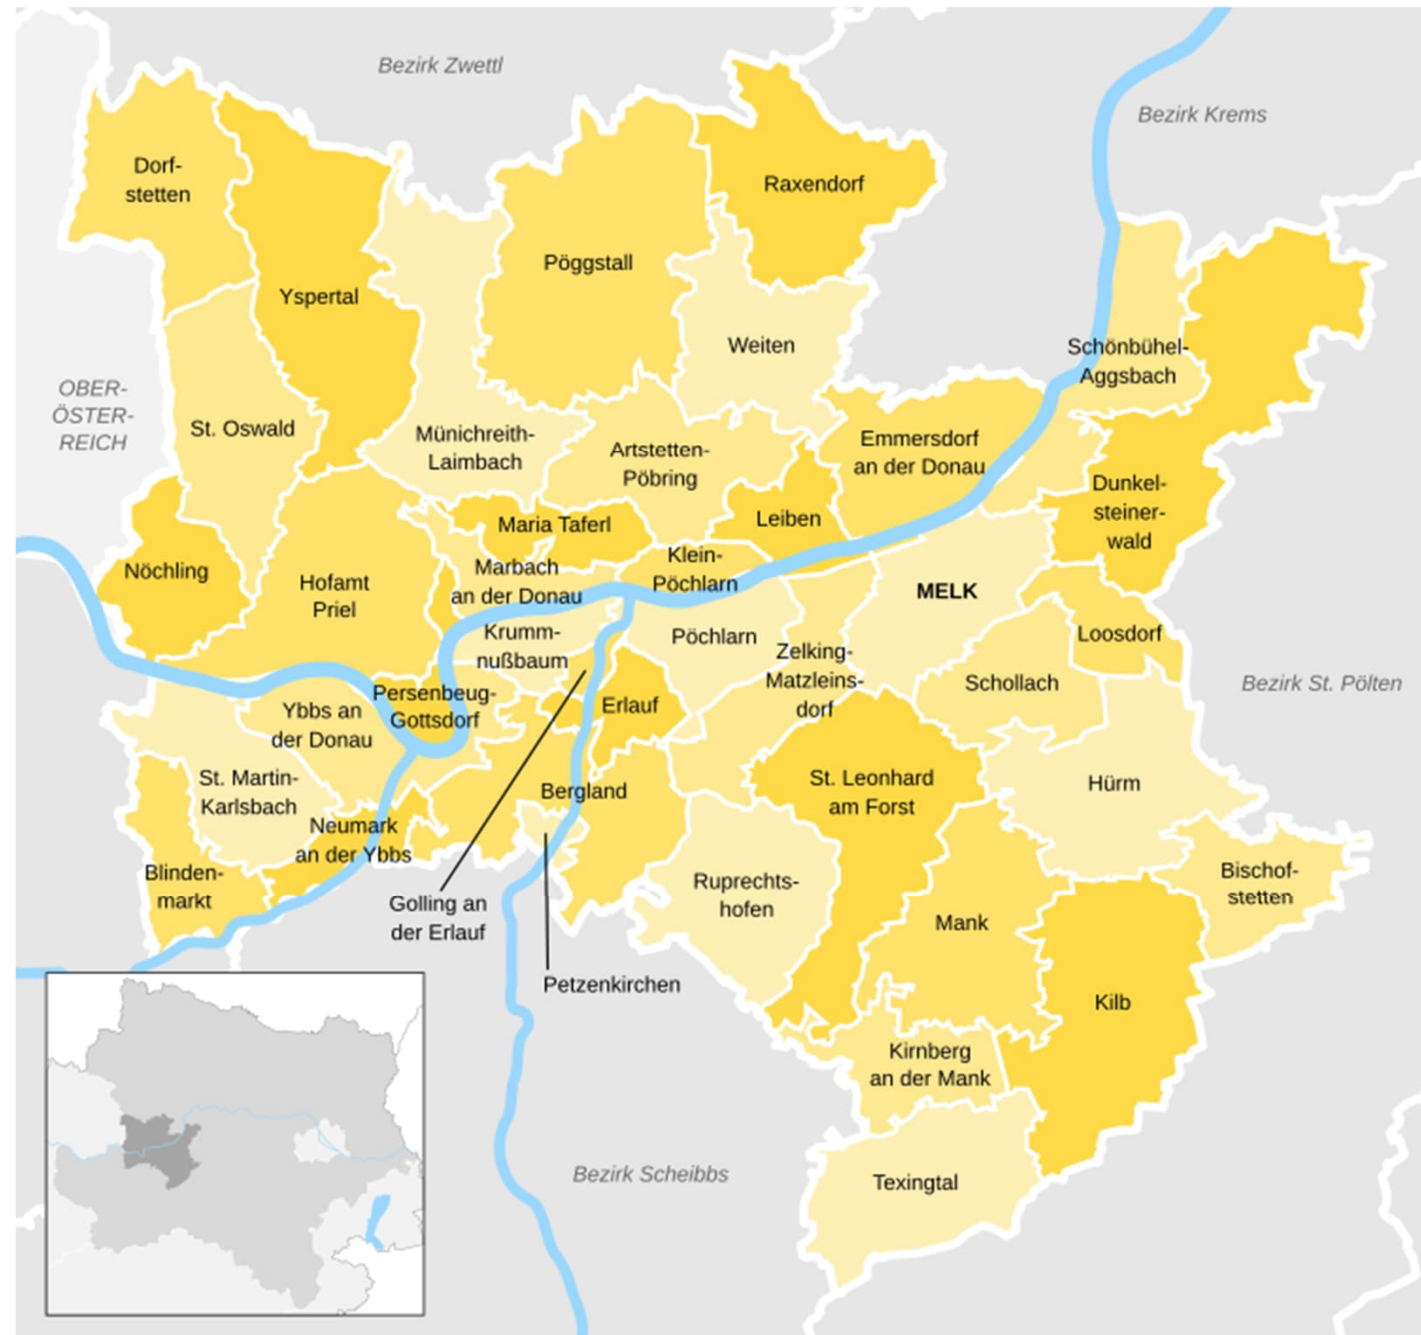 Bezirk Zwettl
Bezirk Krems
Dorf-
stetten
Raxendorf
Pöggstall
Yspertal
Weiten
Schönbühel-
Aggsbach
OBER-
ÖSTER-
REICH
St. Oswald
Münichreith-
Laimbach
Artstetten-
Pöbring
Emmersdorf
an der Donau
Dunkel-
steiner-
wald
Leiben
Maria Taferl
Nöchling
Hofamt
Priel
Marbach
an der Donau
Klein-
Pöchlarn
MELK
Krumm-
nußbaum
Pöchlarn
Zelking-
Matzleins-
dorf
Loosdorf
Schollach
Bezirk St. Pölten
Persenbeug-
Gottsdorf
Erlauf
Ybbs an
der Donau
St. Martin-
Karlsbach
Bergland
St. Leonhard
am Forst
Hürm
Neumark
an der Ybbs
Blinden-
markt
Golling an
der Erlauf
Ruprechts-
hofen
Bischof-
stetten
Mank
Petzenkirchen
Kilb
Kirnberg
an der Mank
Bezirk Scheibbs
Texingtal